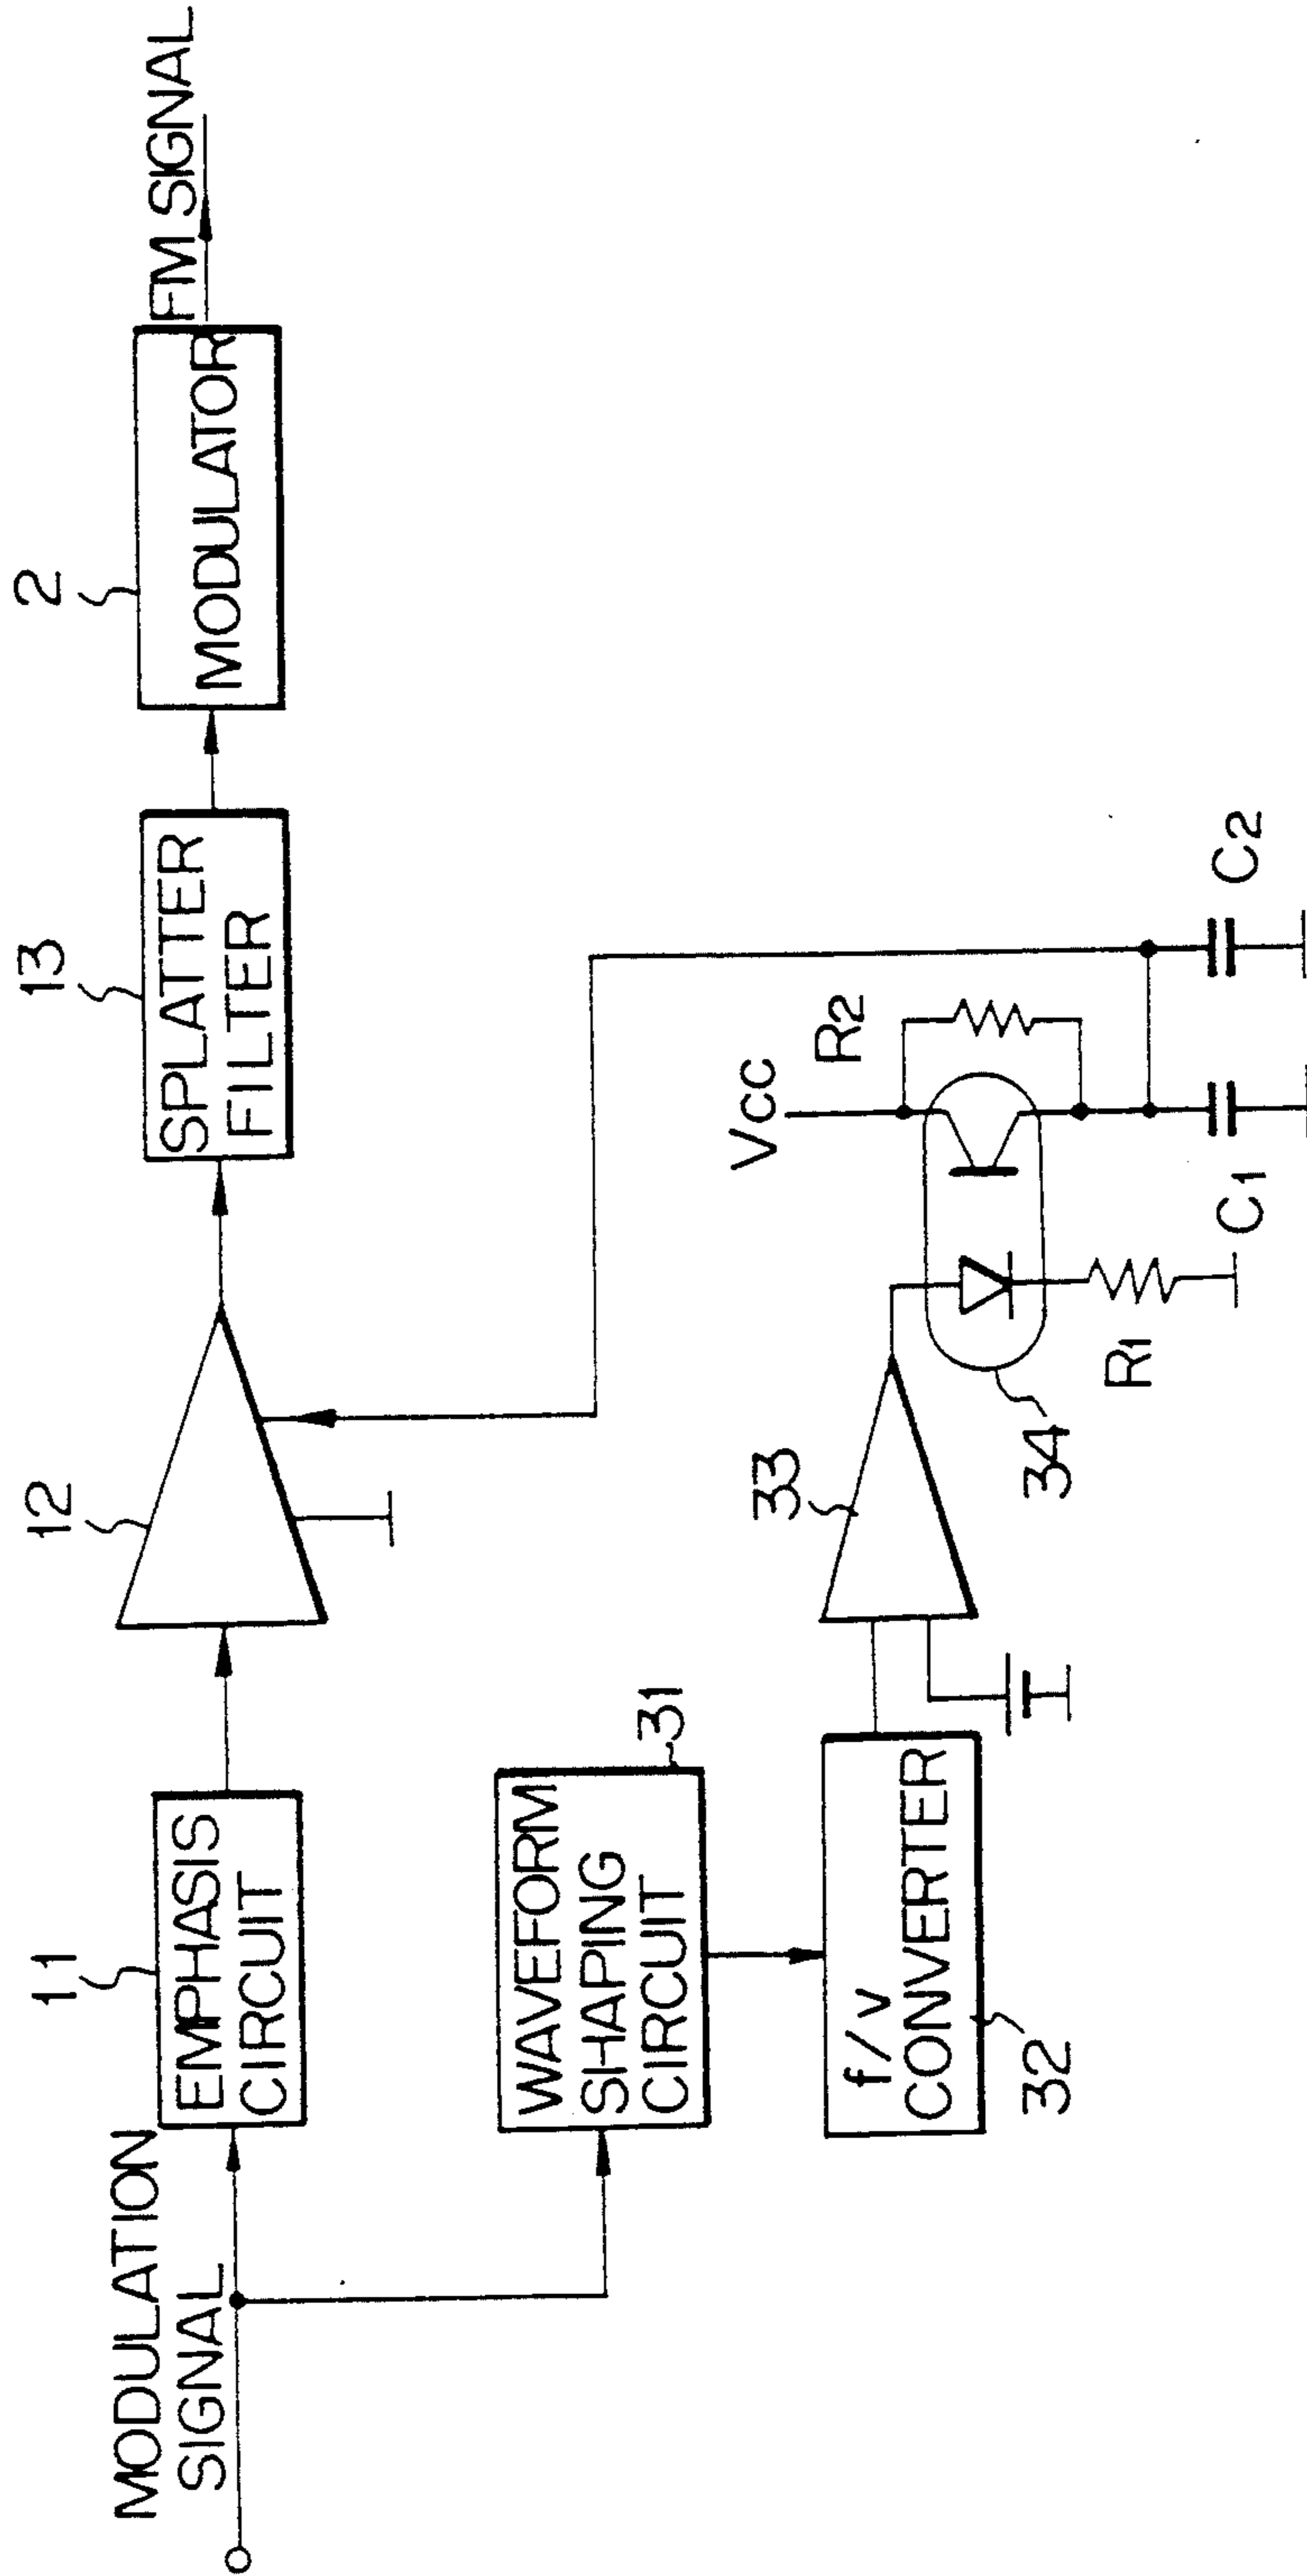 MODULATION
SIGNAL
11
EMPHASIS
CIRCUIT
12
13
SPLATTER
FILTER
2
MODULATOR
FM SIGNAL
WAVEFORM
SHAPING
CIRCUIT
31
f/v
CONVERTER
32
33
34
R1
Vcc
R2
C1
C2